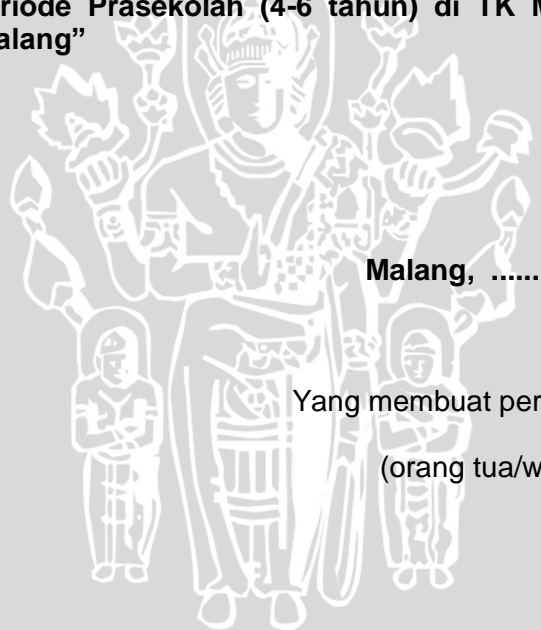 riode Prasekolah (4-6 tahun) di TK M
alang”
Malang, ......
Yang membuat per
(orang tua/w